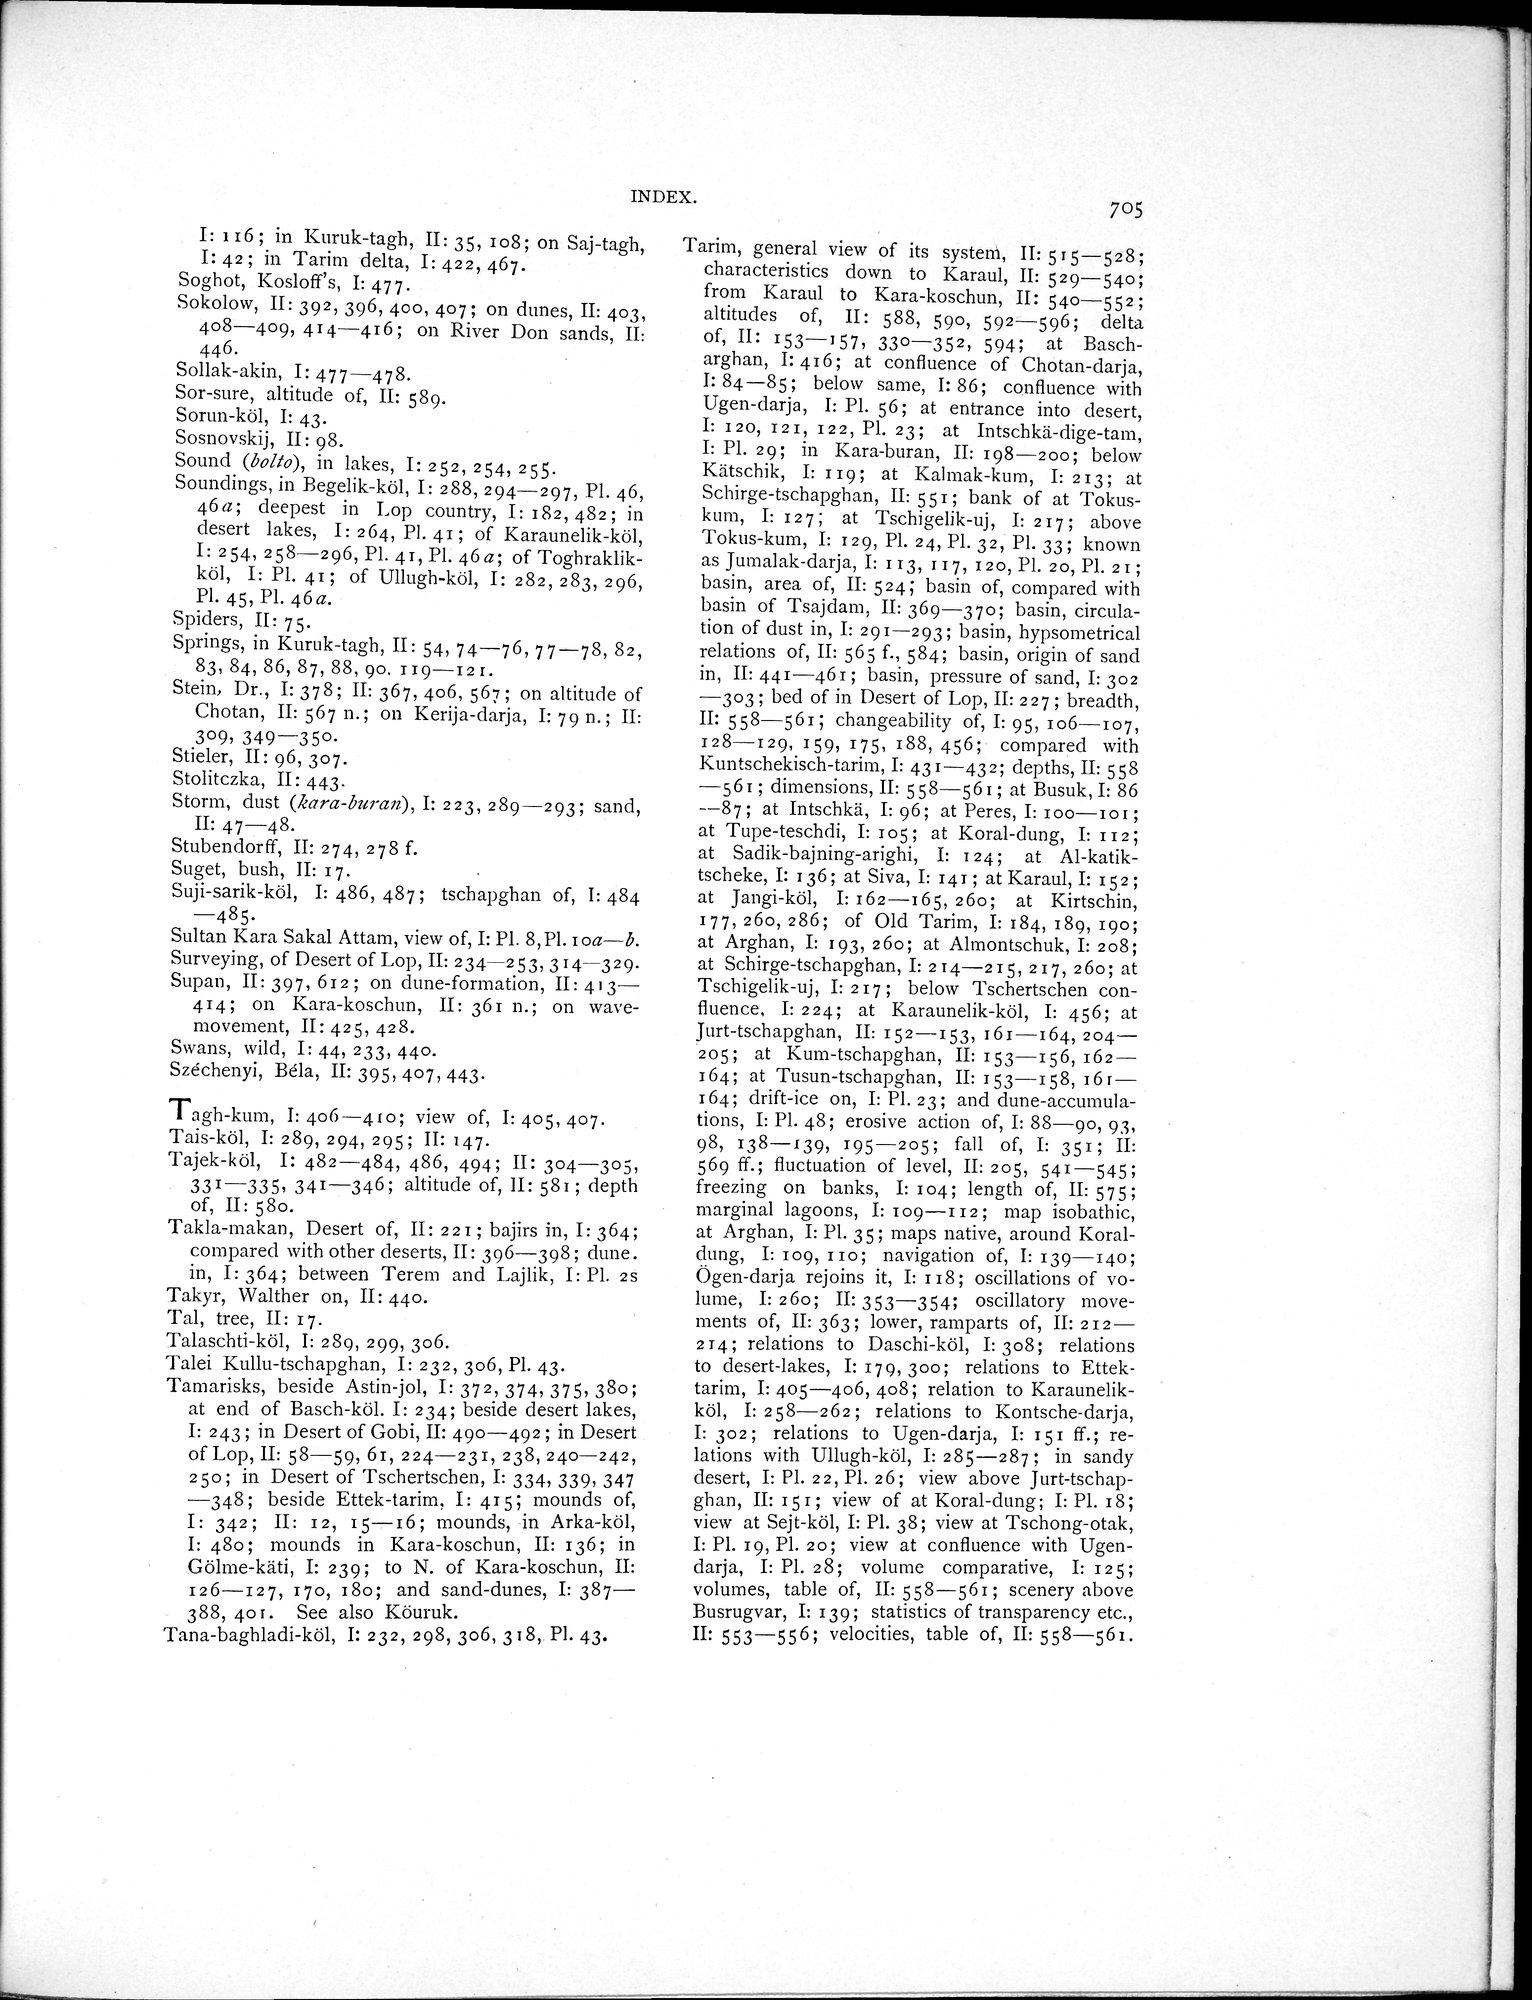 INDEX.
705
I: 116; in Kuruk-tagh, II: 35, 108; on Saj-tagh,
I: 42; in Tarim delta, I: 422, 467.
Soghot, Kosloff's, I: 477.
Sokolow, II: 392, 396, 400, 407; on dunes, II: 403,
408—409, 414—416; on River Don sands, II:
446.
Sollak-akin, I: 477—478.
Sor-sure, altitude of, II: 589.
Sorun-köl, I: 43.
Sosnovskij, II: 98.
Sound (bolto), in lakes, I: 252, 254, 255.
Soundings, in Begelik-köl, I: 288, 294—297, Pl. 46,
46a; deepest in Lop country, I: 182, 482; in
desert lakes, I: 264, Pl. 41; of Karaunelik-köl,
I: 254, 258—296, Pl. 41, Pl. 46a; of Toghraklik-
köl, I: Pl. 41; of Ullugh-köl, I: 282, 283, 296,
Pl. 45, Pl. 46a.
Spiders, II: 75.
Springs, in Kuruk-tagh, II: 54, 74—76, 77—78, 82,
83, 84, 86, 87, 88, 90. 119—121.
Stein, Dr., I: 378; II: 367, 406, 567; on altitude of
Chotan, II: 567 n.; on Kerija-darja, I: 79 n.; II:
309, 349—350.
Stieler, II: 96, 307.
Stolitczka, II: 443.
Storm, dust (kara-buran), I: 223, 289—293; sand,
II: 47—48.
Stubendorff, II: 274, 278 f.
Suget, bush, II: 17.
Suji-sarik-köl, I: 486, 487; tschapghan of, I: 484
—485.
Sultan Kara Sakal Attam, view of, I: Pl. 8, Pl. 10a—b.
Surveying, of Desert of Lop, II: 234—253, 314—329.
Supan, II: 397, 612; on dune-formation, II: 413—
414; on Kara-koschun, II: 361 n.; on wave-
movement, II: 425, 428.
Swans, wild, I: 44, 233, 440.
Széchenyi, Béla, II: 395, 407, 443.
Tagh-kum, I: 406—410; view of, I: 405, 407.
Tais-köl, I: 289, 294, 295; II: 147.
Tajek-köl, I: 482—484, 486, 494; II: 304—305,
331—335, 341—346; altitude of, II: 581; depth
of, II: 580.
Takla-makan, Desert of, II: 221; bajirs in, I: 364;
compared with other deserts, II: 396—398; dune.
in, I: 364; between Terem and Lajlik, I: Pl. 2s
Takyr, Walther on, II: 440.
Tal, tree, II: 17.
Talaschti-köl, I: 289, 299, 306.
Talei Kullu-tschapghan, I: 232, 306, Pl. 43.
Tamarisks, beside Astin-jol, I: 372, 374, 375, 380;
at end of Basch-köl. I: 234; beside desert lakes,
I: 243; in Desert of Gobi, II: 490—492; in Desert
of Lop, II: 58—59, 61, 224—231, 238, 240—242,
250; in Desert of Tschertschen, I: 334, 339, 347
—348; beside Ettek-tarim, I: 415; mounds of,
I: 342; II: 12, 15—16; mounds, in Arka-köl,
I: 480; mounds in Kara-koschun, II: 136; in
Gölme-käti, I: 239; to N. of Kara-koschun, II:
126—127, 170, 180; and sand-dunes, I: 387—
388, 401. See also Köuruk.
Tana-baghladi-köl, I: 232, 298, 306, 318, Pl. 43.
Tarim, general view of its system, II: 515—528;
characteristics down to Karaul, II: 529—540;
from Karaul to Kara-koschun, II: 540—552;
altitudes of, II: 588, 590, 592—596; delta
of, II: 153—157, 330—352, 594; at Basch-
arghan, I: 416; at confluence of Chotan-darja,
I: 84—85; below same, I: 86; confluence with
Ugen-darja, I: Pl. 56; at entrance into desert,
I: 120, 121, 122, Pl. 23; at Intschkä-dige-tam,
I: Pl. 29; in Kara-buran, II: 198—200; below
Kätschik, I: 119; at Kalmak-kum, I: 213; at
Schirge-tschapghan, II: 551; bank of at Tokus-
kum, I: 127; at Tschigelik-uj, I: 217; above
Tokus-kum, I: 129, Pl. 24, Pl. 32, Pl. 33; known
as Jumalak-darja, I: 113, 117, 120, Pl. 20, Pl. 21;
basin, area of, II: 524; basin of, compared with
basin of Tsajdam, II: 369—370; basin, circula-
tion of dust in, I: 291—293; basin, hypsometrical
relations of, II: 565 f., 584; basin, origin of sand
in, II: 441—461; basin, pressure of sand, I: 302
—303; bed of in Desert of Lop, II: 227; breadth,
II: 558—561; changeability of, I: 95, 106—107,
128—129, 159, 175, 188, 456; compared with
Kuntschekisch-tarim, I: 431—432; depths, II: 558
—561; dimensions, II: 558—561; at Busuk, I: 86
—87; at Intschkä, I: 96; at Peres, I: 100—101;
at Tupe-teschdi, I: 105; at Koral-dung, I: 112;
at Sadik-bajning-arighi, I: 124; at Al-katik-
tscheke, I: 136; at Siva, I: 141; at Karaul, I: 152;
at Jangi-köl, I: 162—165, 260; at Kirtschin,
177, 260, 286; of Old Tarim, I: 184, 189, 190;
at Arghan, I: 193, 260; at Almontschuk, I: 208;
at Schirge-tschapghan, I: 214—215, 217, 260; at
Tschigelik-uj, I: 217; below Tschertschen con-
fluence, I: 224; at Karaunelik-köl, I: 456; at
Jurt-tschapghan, II: 152—153, 161—164, 204—
205; at Kum-tschapghan, II: 153—156, 162—
164; at Tusun-tschapghan, II: 153—158, 161—
164; drift-ice on, I: Pl. 23; and dune-accumula-
tions, I: Pl. 48; erosive action of, I: 88—90, 93,
98, 138—139, 195—205; fall of, I: 351; II:
569 ff.; fluctuation of level, II: 205, 541—545;
freezing on banks, I: 104; length of, II: 575;
marginal lagoons, I: 109—112; map isobathic,
at Arghan, I: Pl. 35; maps native, around Koral-
dung, I: 109, 110; navigation of, I: 139—140;
Ögen-darja rejoins it, I: 118; oscillations of vo-
lume, I: 260; II: 353—354; oscillatory move-
ments of, II: 363; lower, ramparts of, II: 212—
214; relations to Daschi-köl, I: 308; relations
to desert-lakes, I: 179, 300; relations to Ettek-
tarim, I: 405—406, 408; relation to Karaunelik-
köl, I: 258—262; relations to Kontsche-darja,
I: 302; relations to Ugen-darja, I: 151 ff.; re-
lations with Ullugh-köl, I: 285—287; in sandy
desert, I: Pl. 22, Pl. 26; view above Jurt-tschap-
ghan, II: 151; view of at Koral-dung; I: Pl. 18;
view at Sejt-köl, I: Pl. 38; view at Tschong-otak,
I: Pl. 19, Pl. 20; view at confluence with Ugen-
darja, I: Pl. 28; volume comparative, I: 125;
volumes, table of, II: 558—561; scenery above
Busrugvar, I: 139; statistics of transparency etc.,
II: 553—556; velocities, table of, II: 558—561.